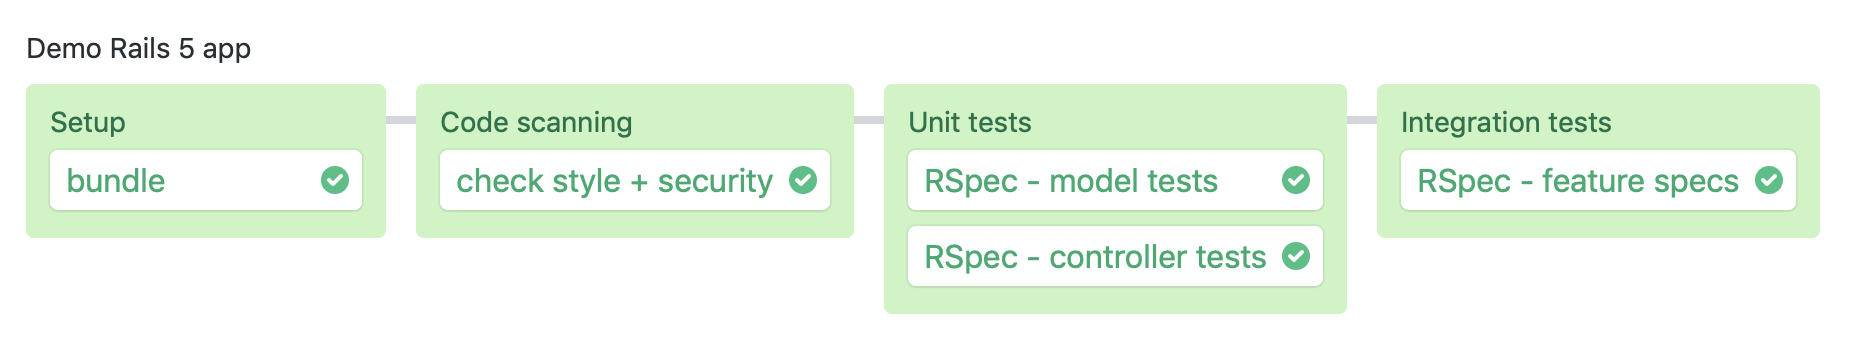 Demo Rails 5 app
Setup
bundle
Code scanning
check style + security
Unit tests
RSpec - model tests
RSpec - controller tests
Integration tests
RSpec - feature specs